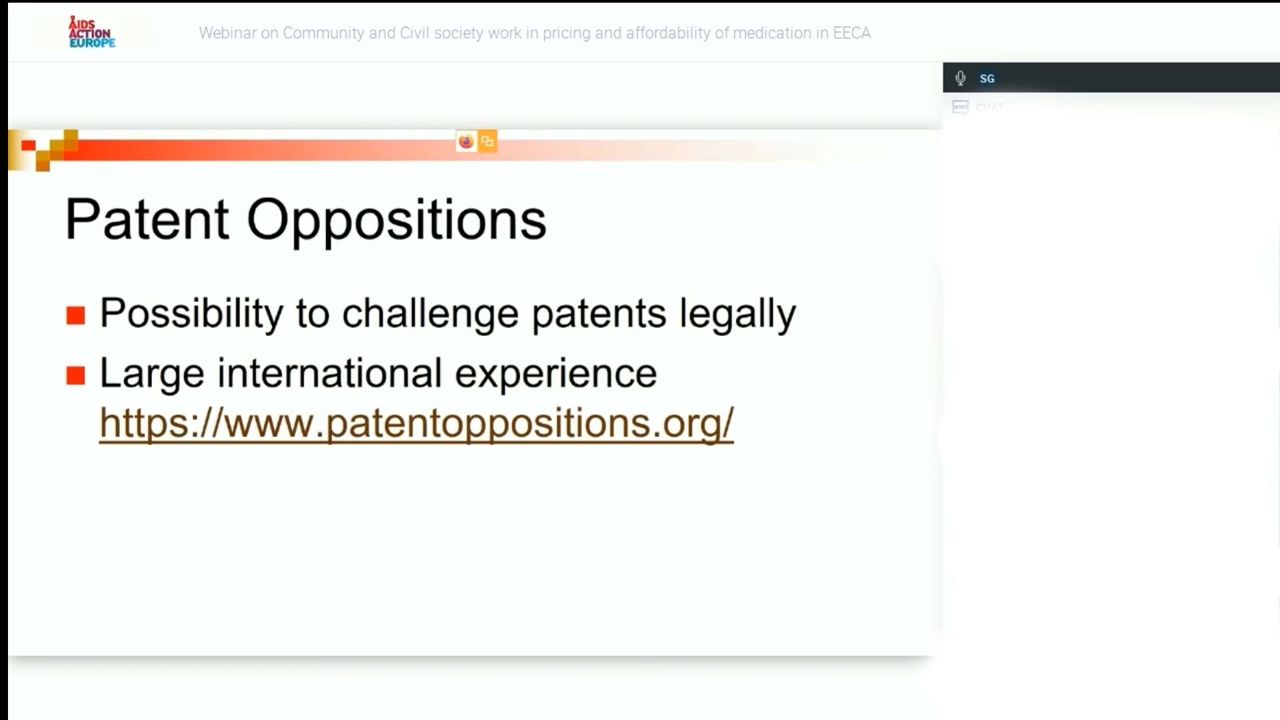 AIDS
ACTION
EUROPE
Webinar on Community and Civil society work in pricing and affordability of medication in EECA
SG
CHAT
Patent Oppositions
Possibility to challenge patents legally
Large international experience
https://www.patentoppositions.org/